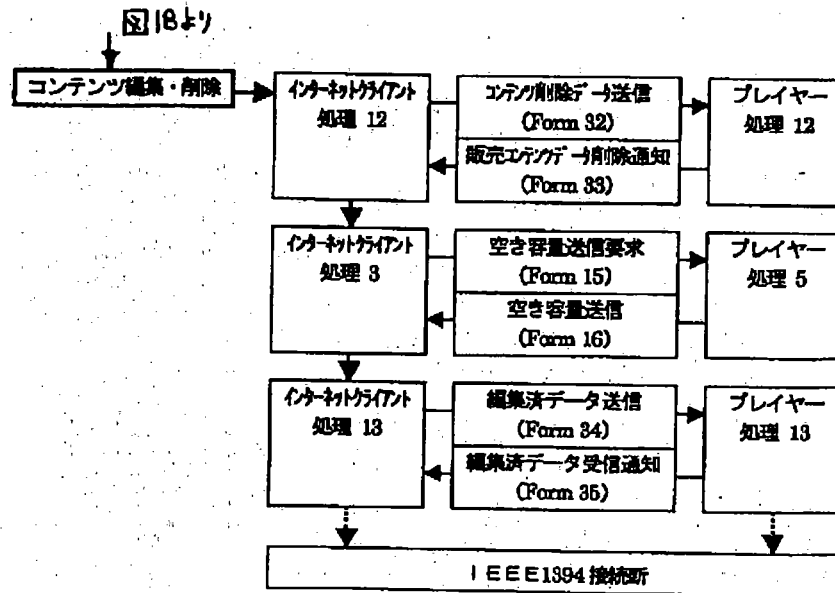 図18より
コンテンツ編集・削除
インターネットクライアント
処理 12
コンテンツ削除データ送信
(Form 32)
販売コンテンツデータ削除通知
(Form 33)
プレイヤー
処理 12
インターネットクライアント
処理 3
空き容量送信要求
(Form 15)
空き容量送信
(Form 16)
プレイヤー
処理 5
インターネットクライアント
処理 13
編集済データ送信
(Form 34)
編集済データ受信通知
(Form 35)
プレイヤー
処理 13
IEEE1394 接続断